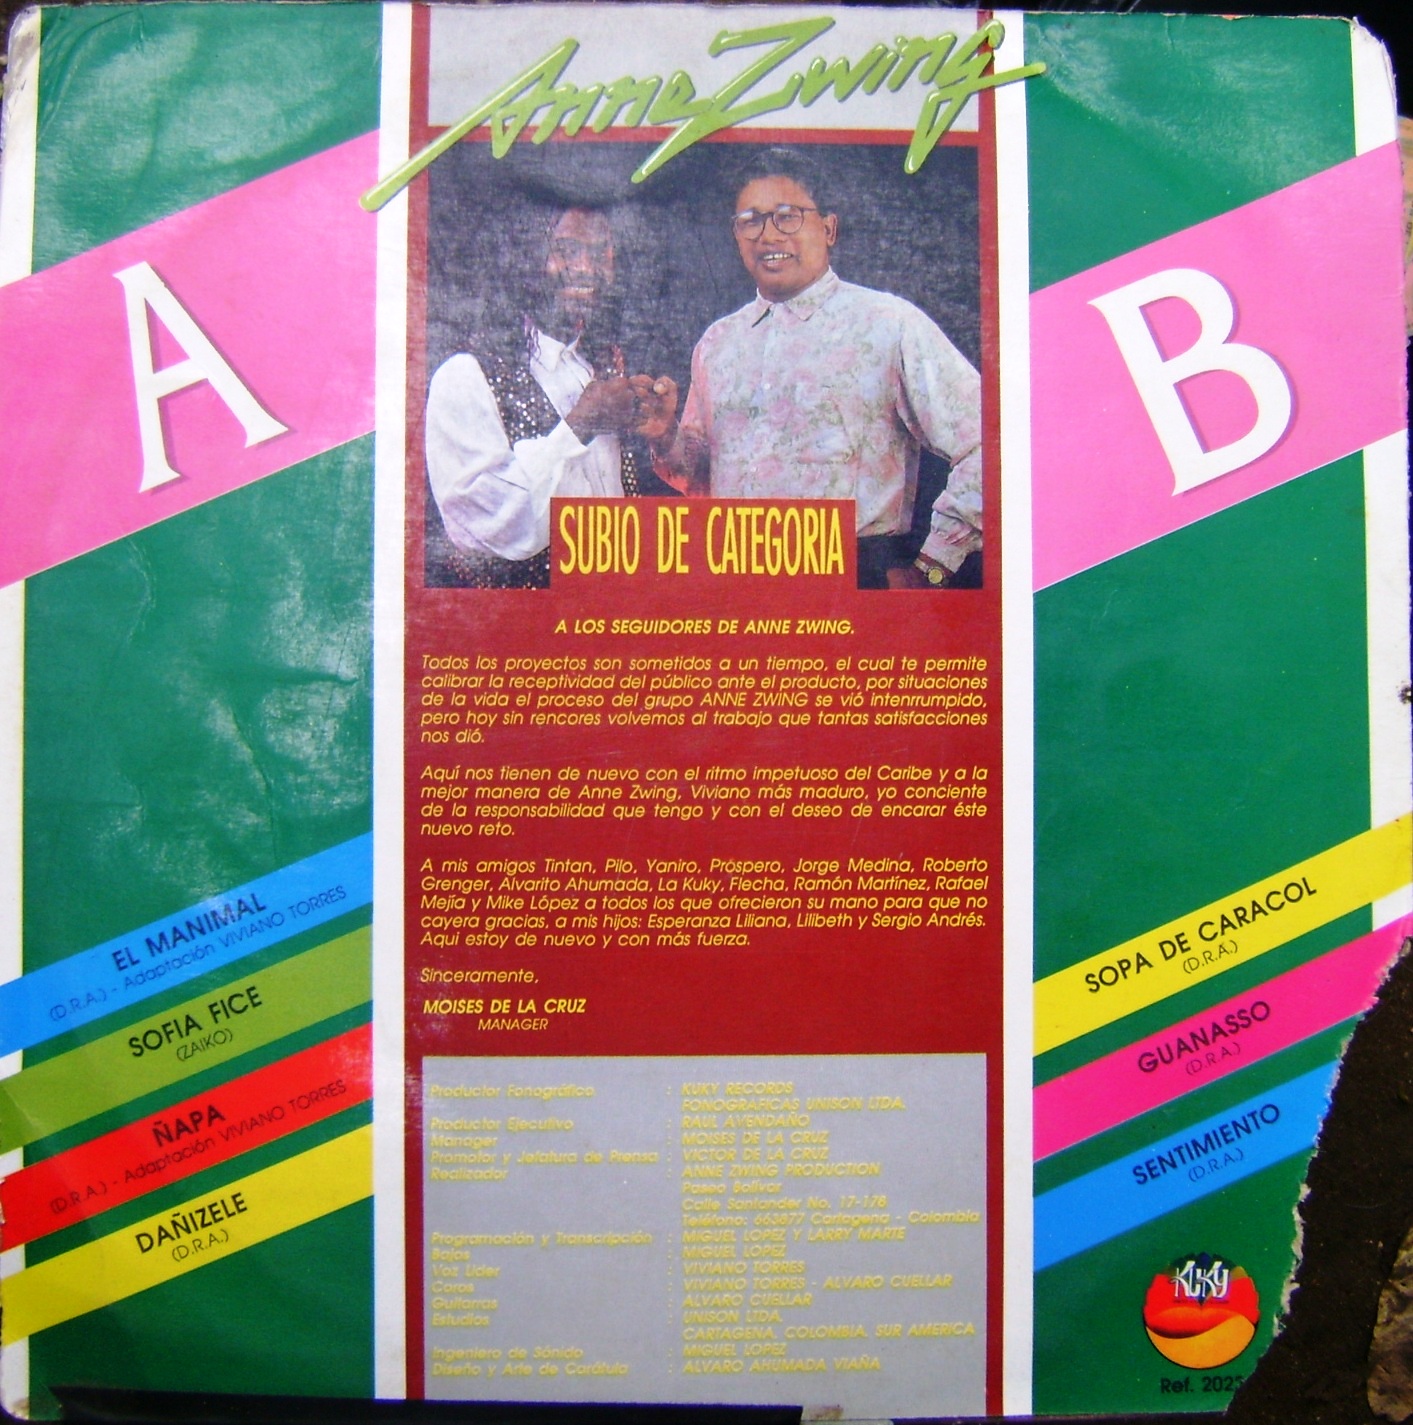 Anne Zwing
A
B
SUBIO DE CATEGORIA
A LOS SEGUIDORES DE ANNE ZWING.
Todos los proyectos son sometidos a un tiempo, el cual te permite
calibrar la receptividad del público ante el producto, por situaciones
de la vida el proceso del grupo ANNE ZWING se vió intenrrumpido,
pero hoy sin rencores volvemos al trabajo que tantas satisfacciones
nos dió.
Aquí nos tienen de nuevo con el ritmo impetuoso del Caribe y a la
mejor manera de Anne Zwing, Viviano más maduro, yo conciente
de la responsabilidad que tengo y con el deseo de encarar éste
nuevo reto.
A mis amigos Tintan, Pilo, Yaniro, Próspero, Jorge Medina, Roberto
Grenger, Alvarito Ahumada, La Kuky, Flecha, Ramón Martínez, Rafael
Mejía y Mike López a todos los que ofrecieron su mano para que no
cayera gracias, a mis hijos: Esperanza Liliana, Lilibeth y Sergio Andrés.
Aqui estoy de nuevo y con más fuerza.
Sinceramente,
MOISES DE LA CRUZ
MANAGER
EL MANIMAL
(D.R.A.) - Adaptación VIVIANO TORRES
SOFIA FICE
(ZAIKO)
ÑAPA
(D.R.A.) - Adaptación VIVIANO TORRES
DAÑIZELE
(D.R.A.)
SOPA DE CARACOL
(D.R.A.)
GUANASSO
(D.R.A.)
SENTIMIENTO
(D.R.A.)
Productor Fonográfico : KUKY RECORDS
FONOGRAFICAS UNISON LTDA.
Productor Ejecutivo : RAUL AVENDAÑO
Manager : MOISES DE LA CRUZ
Promotor y Jefatura de Prensa : VICTOR DE LA CRUZ
Realizador : ANNE ZWING PRODUCTION
Paseo Bolívar
Calle Santander No. 17-176
Teléfono: 663877 Cartagena - Colombia
Programación y Transcripción : MIGUEL LOPEZ Y LARRY MARTE
Bajos : MIGUEL LOPEZ
Voz Lider : VIVIANO TORRES
Coros : VIVIANO TORRES - ALVARO CUELLAR
Guitarras : ALVARO CUELLAR
Estudios : UNISON LTDA.
CARTAGENA, COLOMBIA, SUR AMERICA
Ingeniero de Sónido : MIGUEL LOPEZ
Diseño y Arte de Carátula : ALVARO AHUMADA VIAÑA
KUKY
Ref. 2025